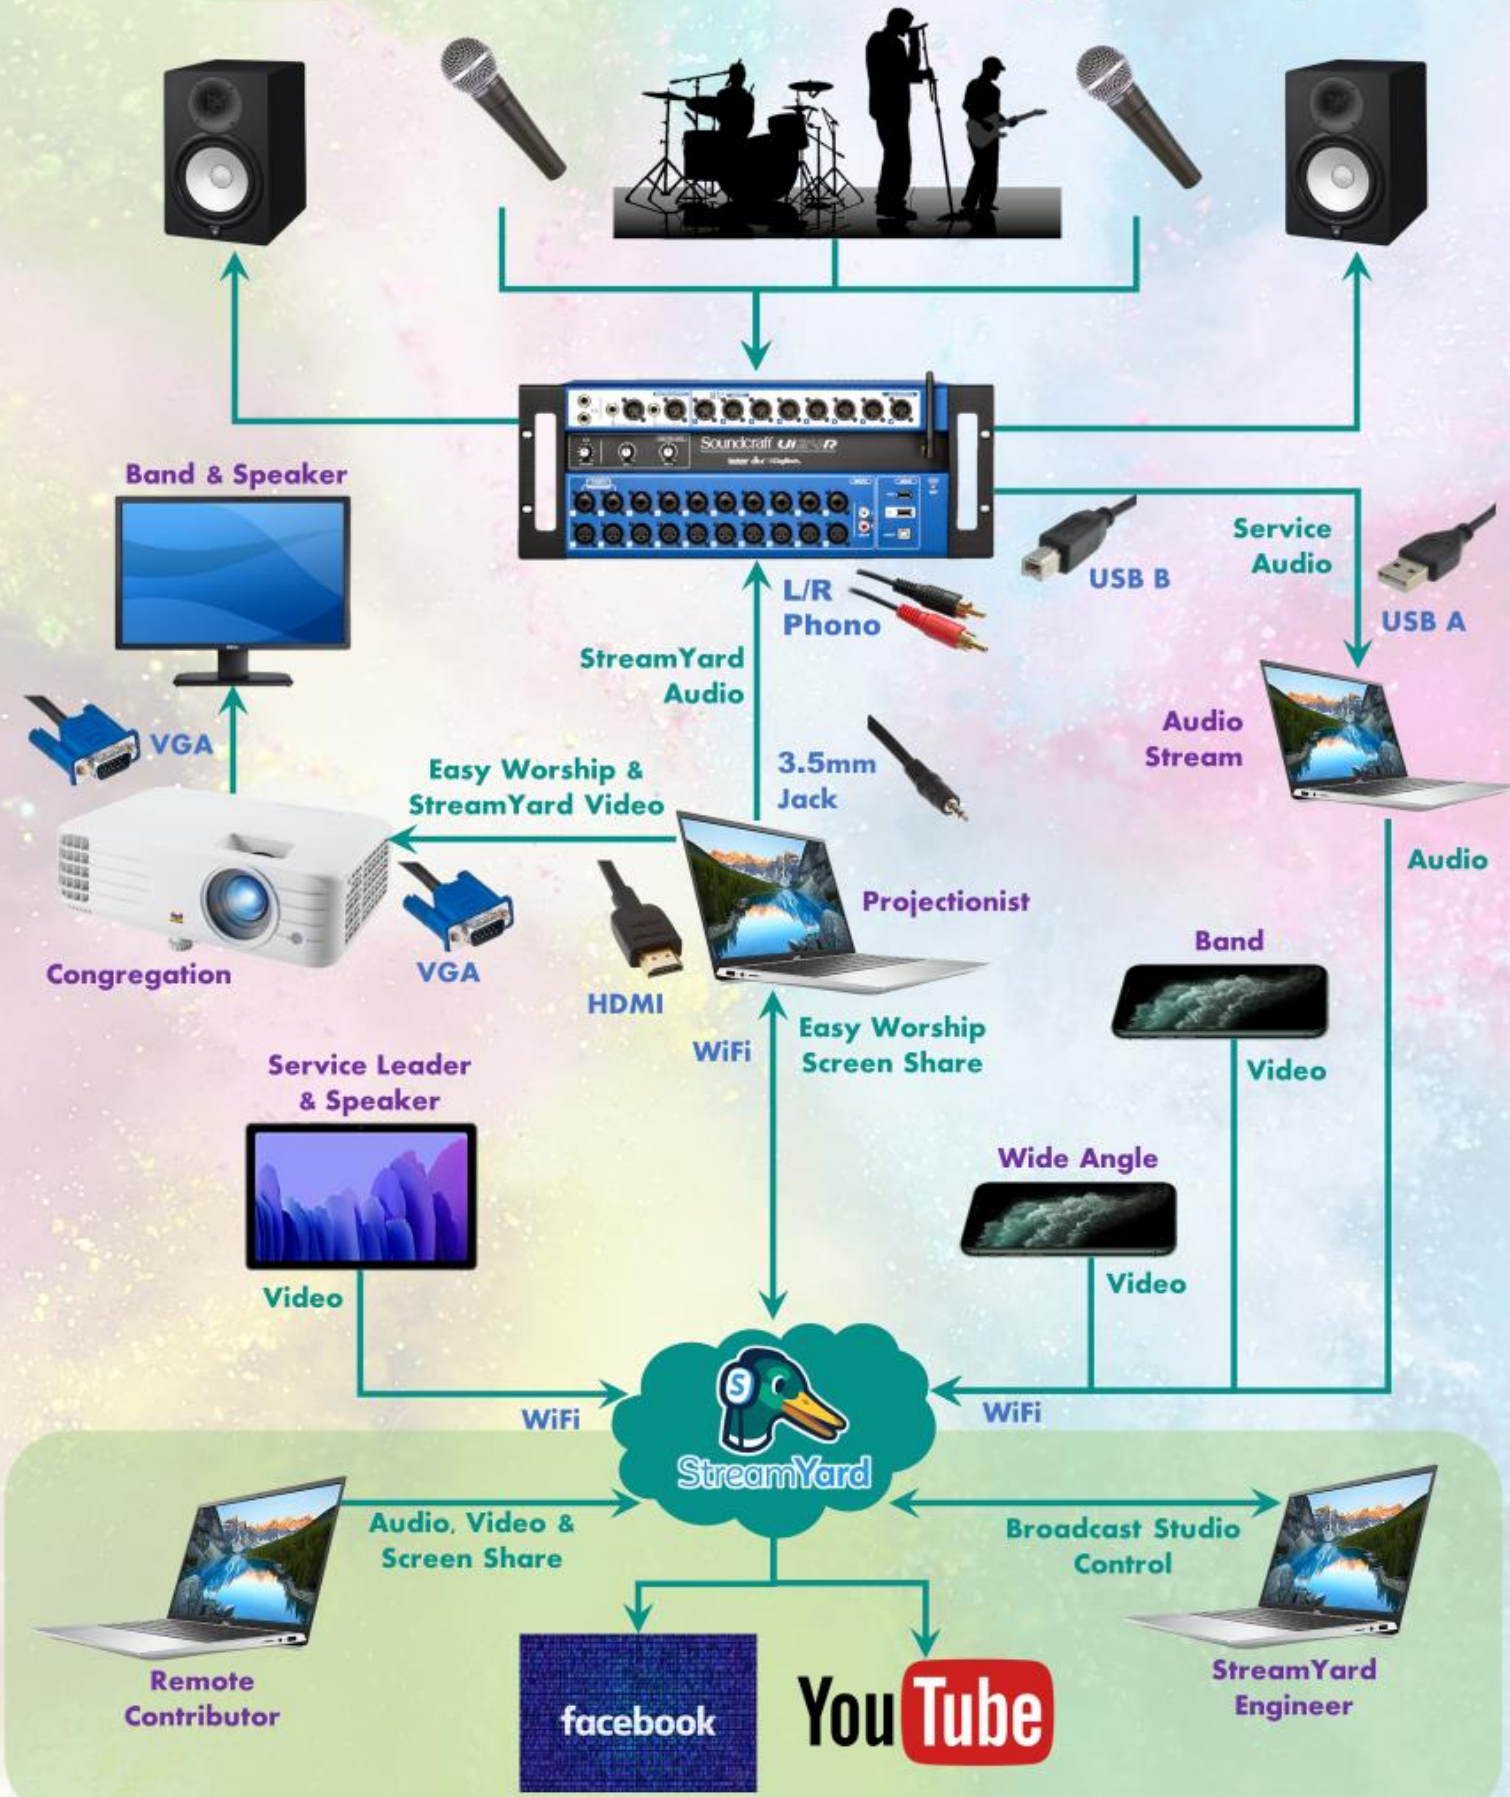 Soundcraft Ui24R
Band & Speaker
Service
Audio
USB B
USB A
L/R
Phono
StreamYard
Audio
VGA
Audio
Stream
3.5mm
Jack
Easy Worship &
StreamYard Video
Audio
Projectionist
Band
Congregation
VGA
HDMI
Easy Worship
Screen Share
WiFi
Video
Service Leader
& Speaker
Wide Angle
Video
Video
WiFi
WiFi
S
StreamYard
Audio, Video &
Screen Share
Broadcast Studio
Control
Remote
Contributor
StreamYard
Engineer
facebook
YouTube